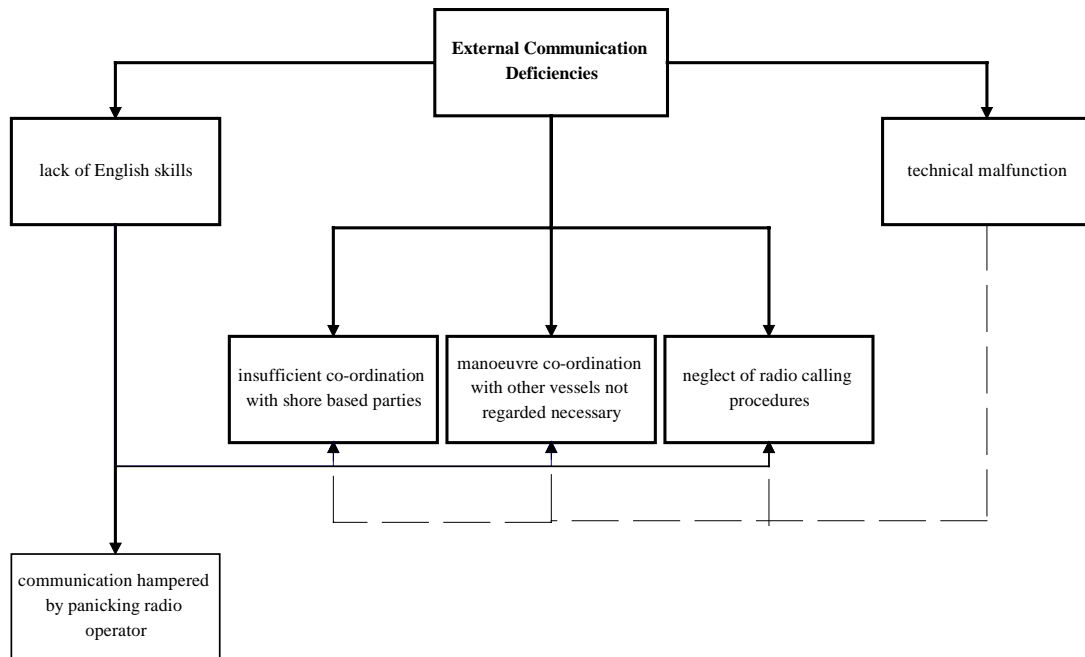 External Communication
Deficiencies
lack of English skills
technical malfunction
insufficient co-ordination
with shore based parties
manoeuvre co-ordination
with other vessels not
regarded necessary
neglect of radio calling
procedures
communication hampered
by panicking radio
operator